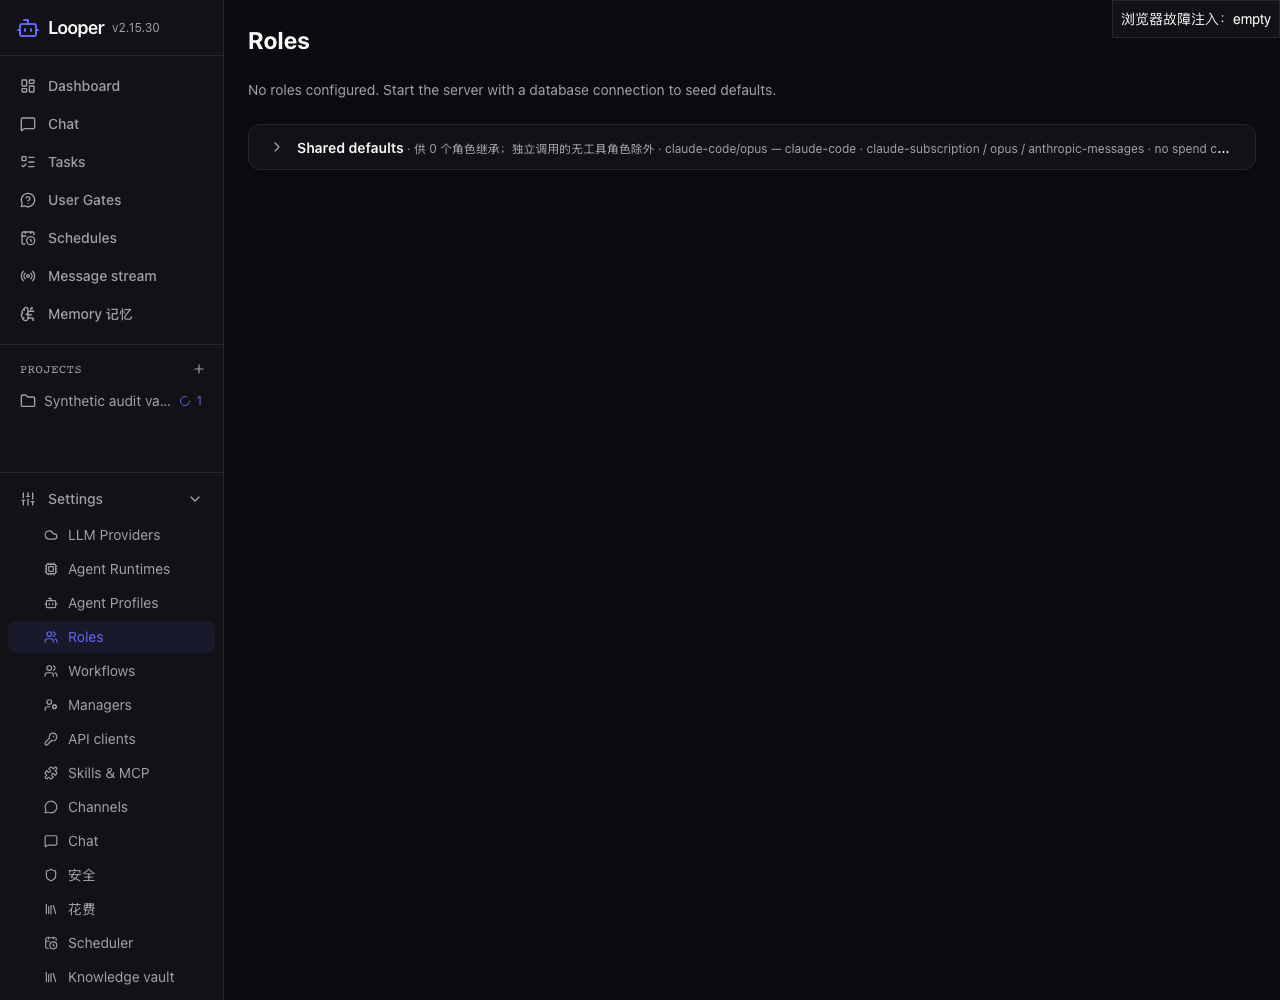 Looper v2.15.30
Dashboard
Chat
Tasks
User Gates
Schedules
Message stream
Memory 记忆
PROJECTS
Synthetic audit va... 1
Settings
LLM Providers
Agent Runtimes
Agent Profiles
Roles
Workflows
Managers
API clients
Skills & MCP
Channels
Chat
安全
花费
Scheduler
Knowledge vault
浏览器故障注入：empty
Roles
No roles configured. Start the server with a database connection to seed defaults.
Shared defaults · 供 0 个角色继承；独立调用的无工具角色除外 · claude-code/opus — claude-code · claude-subscription / opus / anthropic-messages · no spend c...